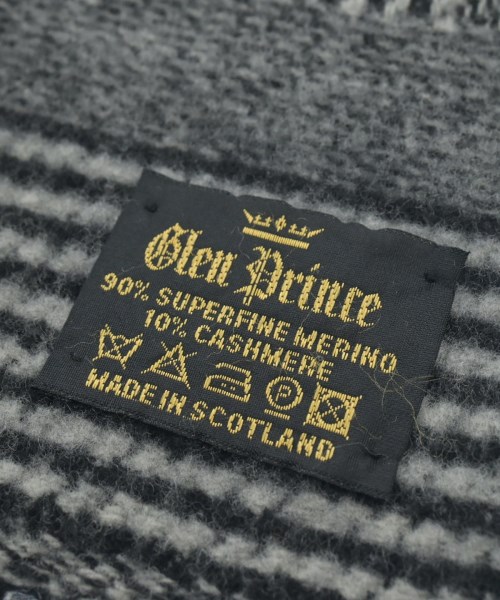 Glen Prince
90% SUPERFINE MERINO
10% CASHMERE
P
MADE IN SCOTLAND